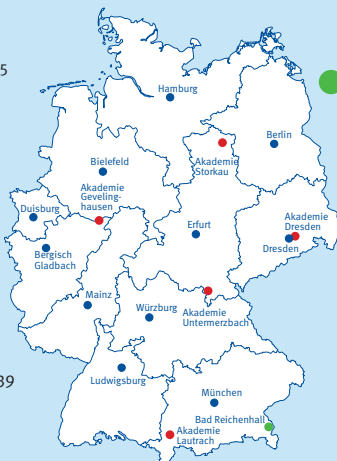 5
Hamburg
Berlin
Akademie
Storkau
Bielefeld
Akademie
Geveling-
hausen
Duisburg
Akademie
Dresden
Erfurt
Dresden
Bergisch
Gladbach
Mainz
Würzburg
Akademie
Untermerzbach
39
Ludwigsburg
München
Bad Reichenhall
Akademie
Lautrach